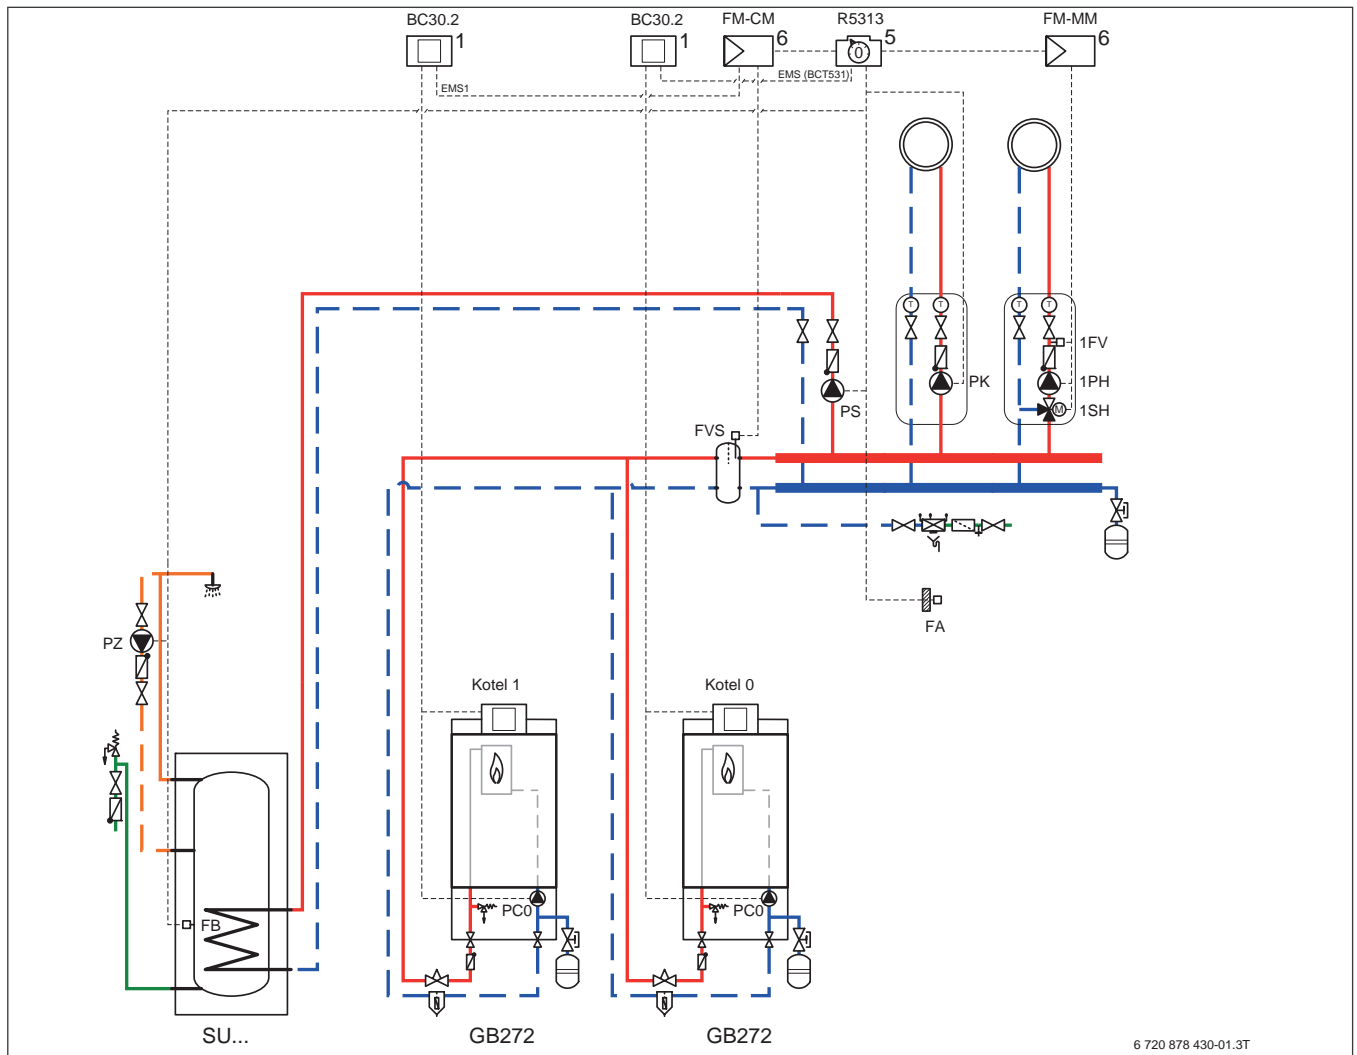 BC30.2
BC30.2
FM-CM
R5313
FM-MM
1
1
6
5
6
EMS (BCT531)
EMS1
T
T
T
T
0
1FV
1PH
M
1SH
PK
PS
FVS
FA
PZ
FB
Kotel 1
Kotel 0
PC0
PC0
SU...
GB272
GB272
6 720 878 430-01.3T